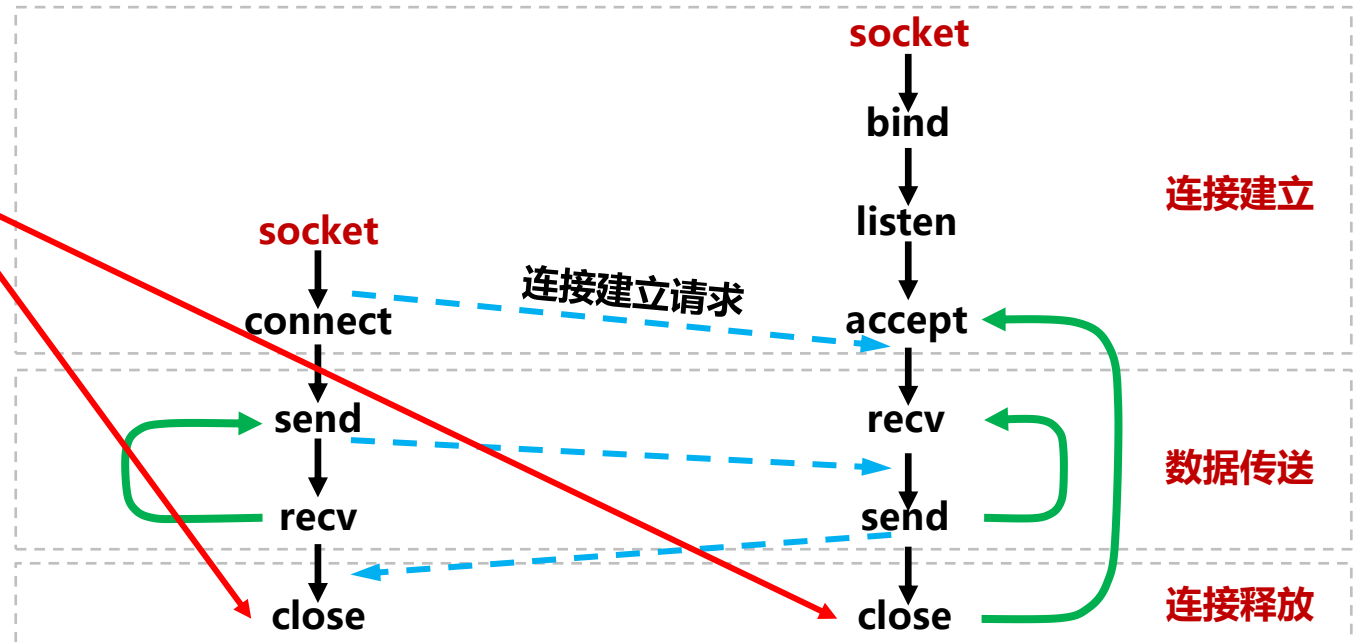 socket
bind
连接建立
listen
socket
连接建立请求
connect
accept
send
recv
数据传送
recv
send
连接释放
close
close